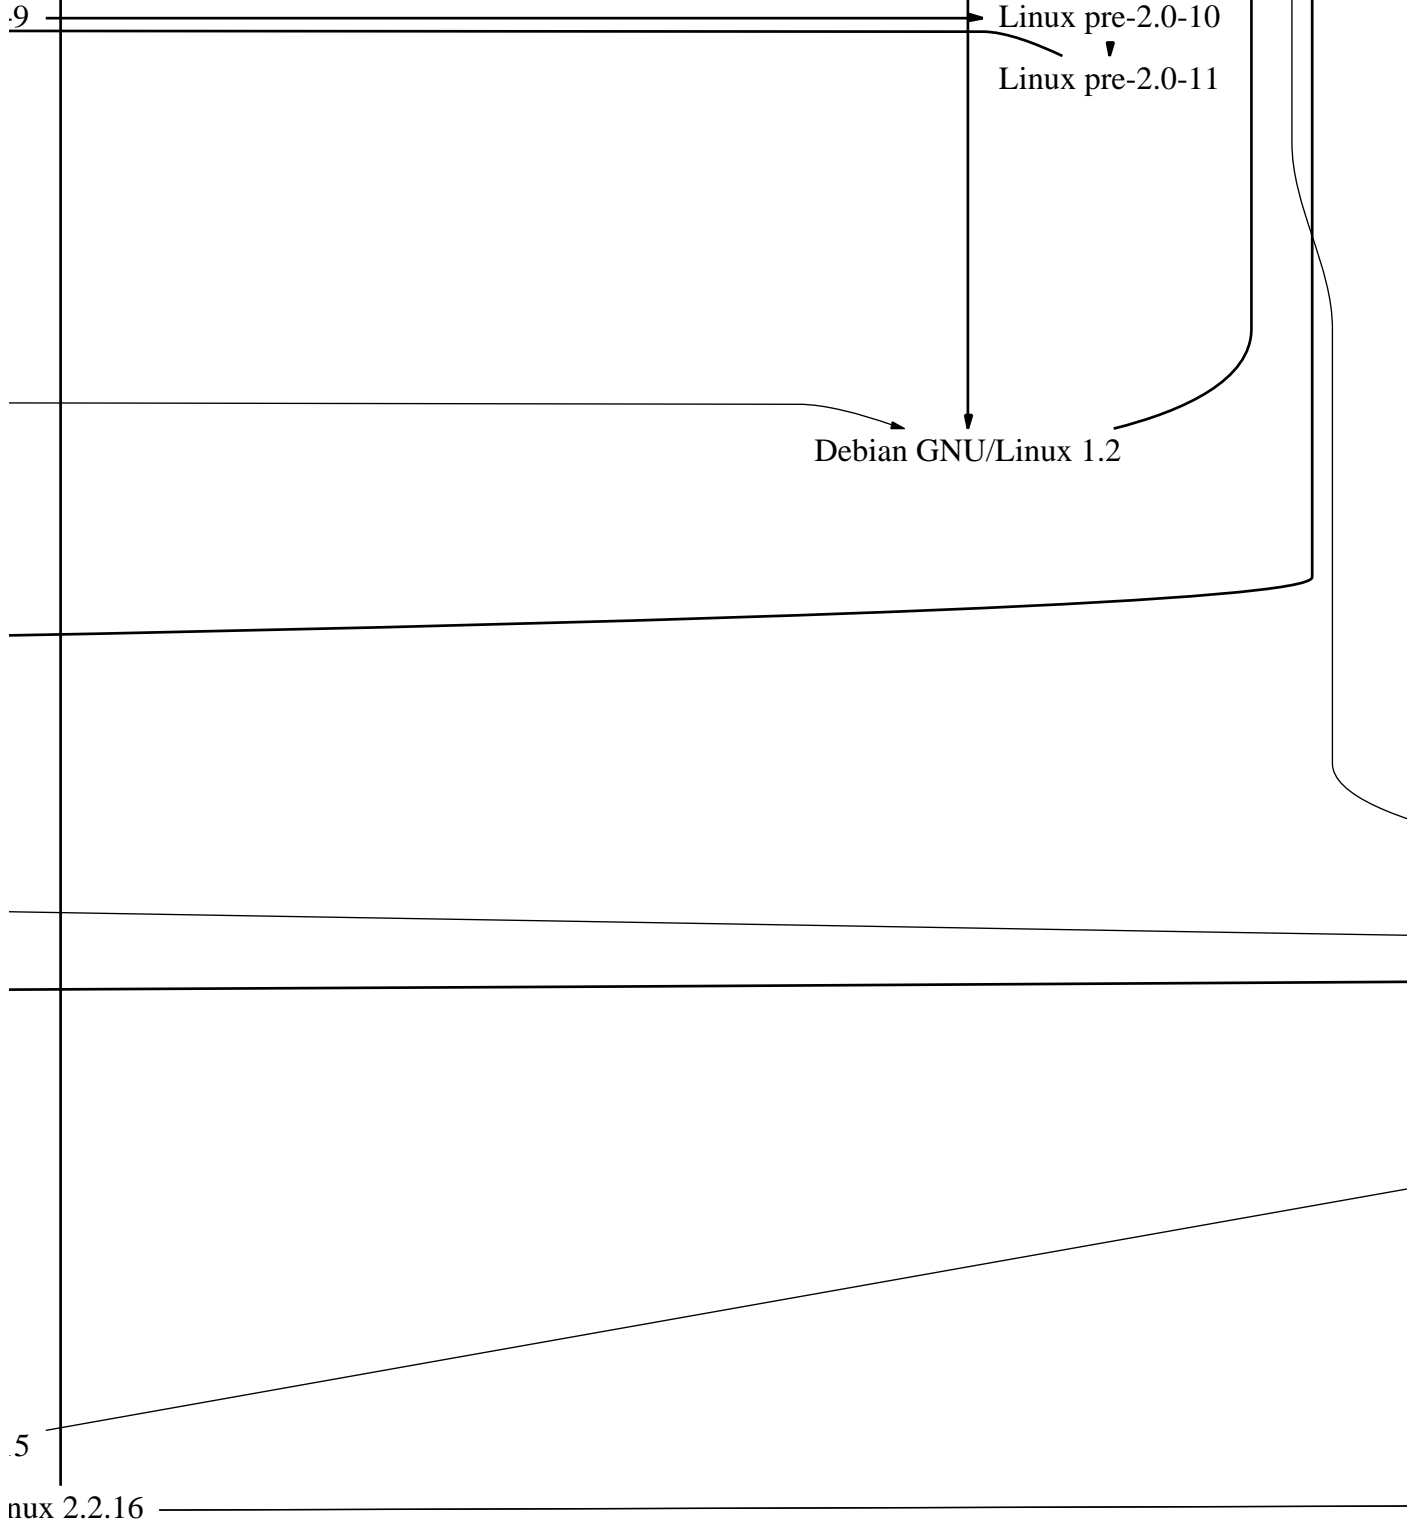 -9
Linux pre-2.0-10
Linux pre-2.0-11
Debian GNU/Linux 1.2
.5
nux 2.2.16